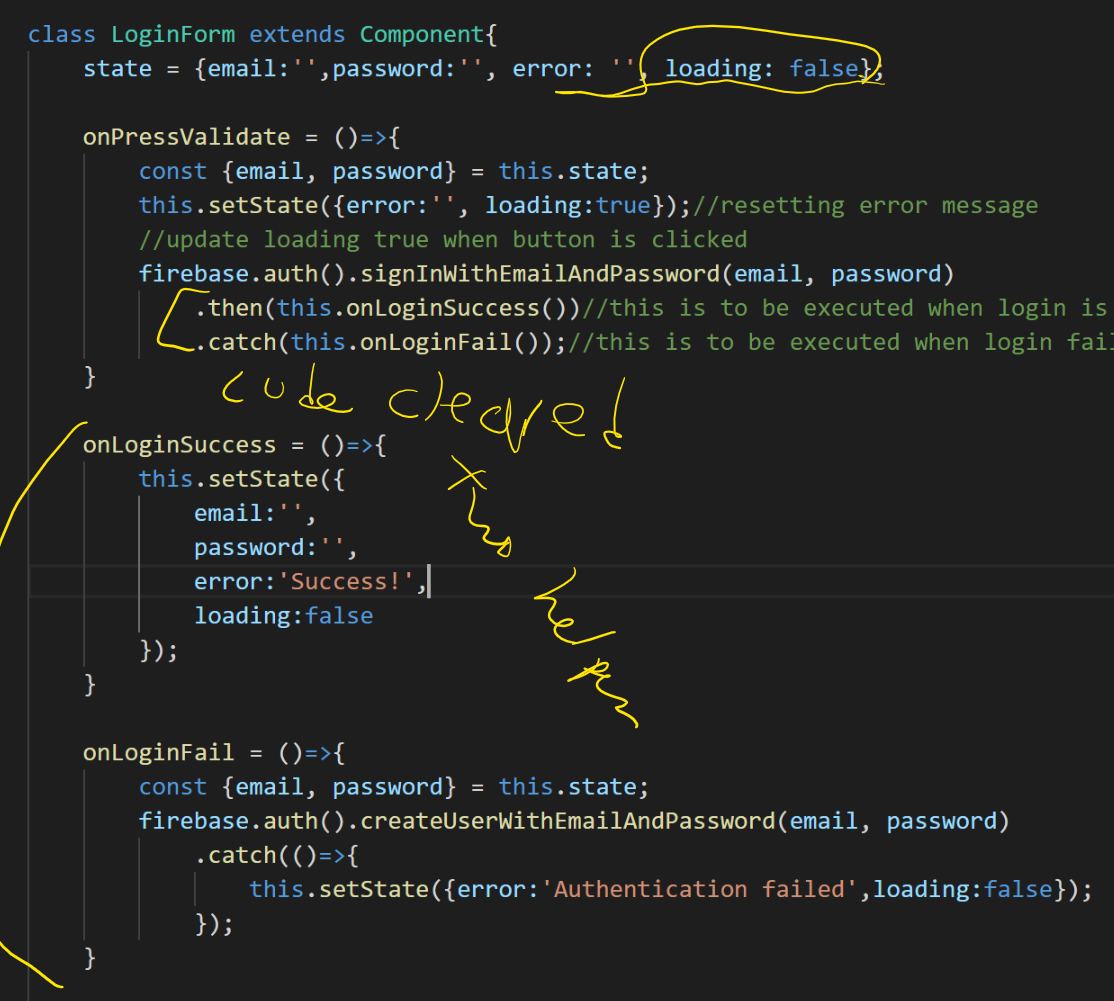 class LoginForm extends Component{
state = {email:'',password:'', error: '', loading: false};
onPressValidate = ()=>{
const {email, password} = this.state;
this.setState({error:'', loading:true});//resetting error message
//update loading true when button is clicked
firebase.auth().signInWithEmailAndPassword(email, password)
.then(this.onLoginSuccess())//this is to be executed when login is
.catch(this.onLoginFail());//this is to be executed when login fail
}
code
onLoginSuccess = ()=>{
this.setState({
email:'',
password:'',
error:'Success!',
loading:false
});
}
onLoginFail = ()=>{
const {email, password} = this.state;
firebase.auth().createUserWithEmailAndPassword(email, password)
.catch(()=>{
this.setState({error:'Authentication failed',loading:false});
});
}